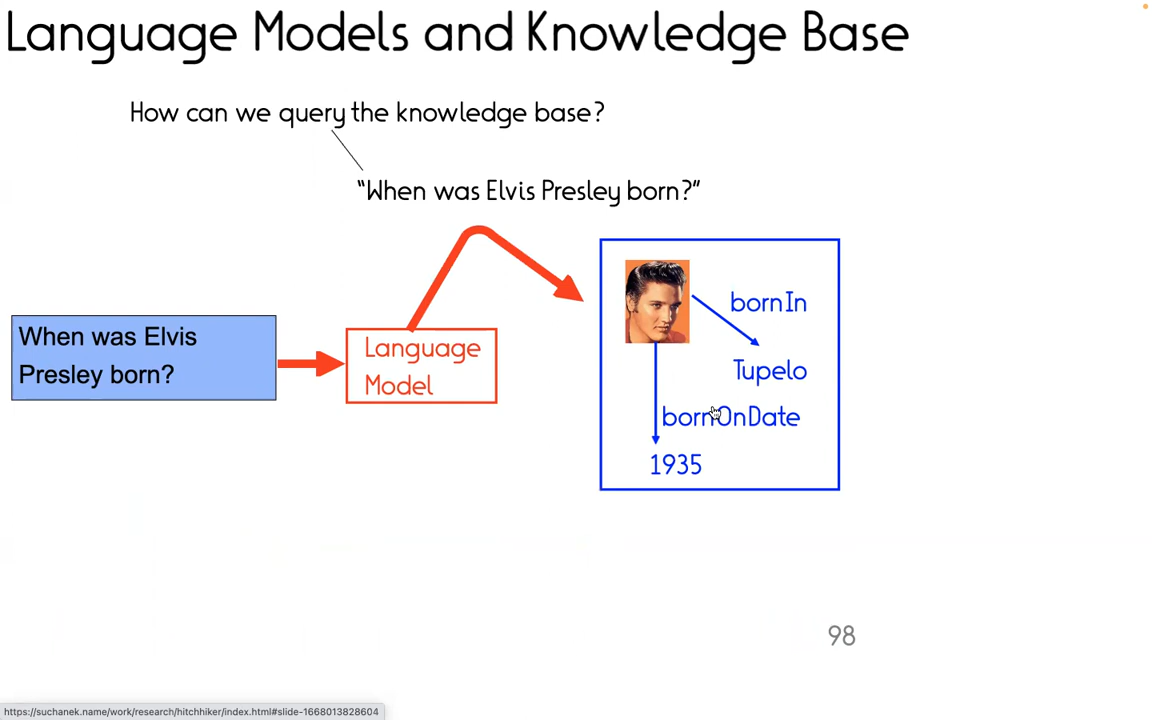 Language Models and Knowledge Base
How can we query the knowledge base?
“When was Elvis Presley born?”
When was Elvis
Presley born?
Language
Model
bornIn
Tupelo
bornOnDate
1935
98
https://suchanek.name/work/research/hitchhiker/index.html#slide-1668013828604